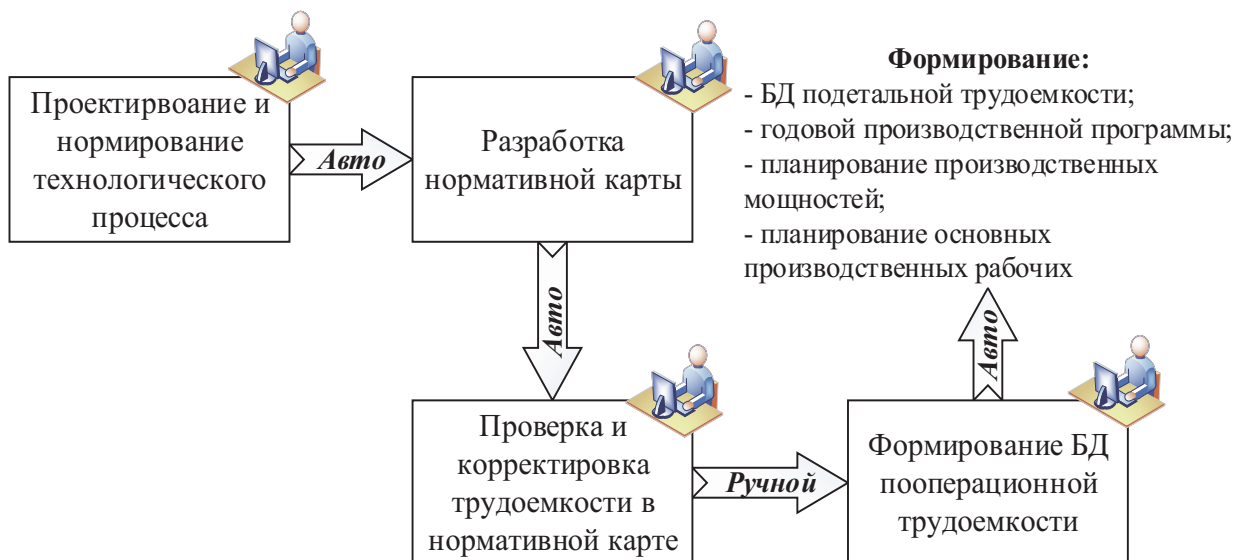 Проектирвоание и
нормирование
технологического
процесса
Авто
Разработка
нормативной карты
Формирование:
- БД подетальной трудоемкости;
- годовой производственной программы;
- планирование производственных
мощностей;
- планирование основных
производственных рабочих
Авто
Авто
Проверка и
корректировка
трудоемкости в
нормативной карте
Ручной
Формирование БД
пооперационной
трудоемкости